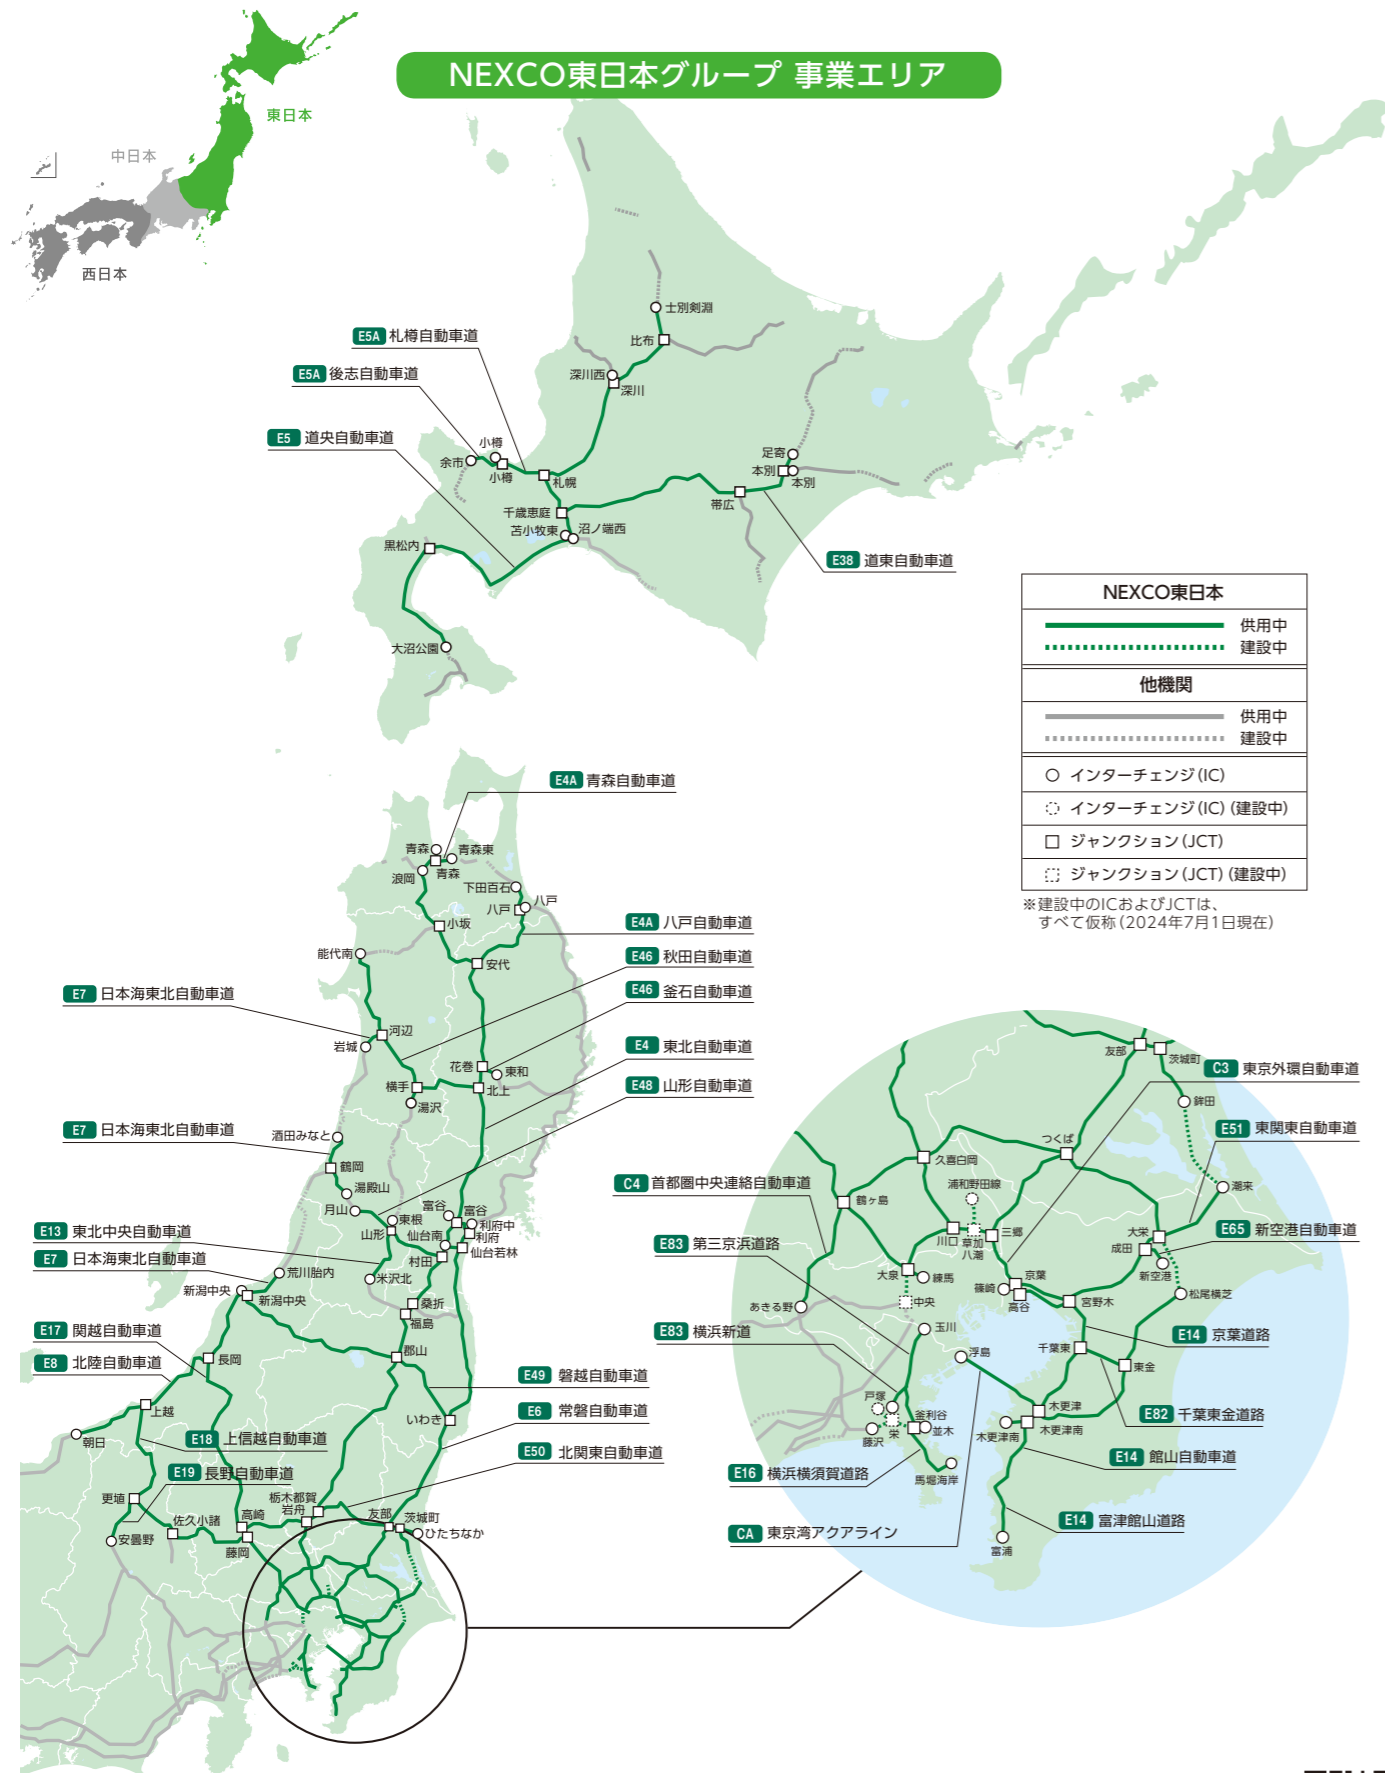 NEXCO東日本グループ 事業エリア
東日本
中日本
西日本
士別剣淵
比布
深川西
深川
E5A 札樽自動車道
E5A 後志自動車道
E5 道央自動車道
小樽
余市
小樽
札幌
足寄
本別
本別
帯広
千歳恵庭
苫小牧東
沼ノ端西
黒松内
E38 道東自動車道
大沼公園
NEXCO東日本
供用中
建設中
他機関
供用中
建設中
インターチェンジ(IC)
インターチェンジ(IC)(建設中)
ジャンクション(JCT)
ジャンクション(JCT)(建設中)
※建設中のICおよびJCTは、
すべて仮称(2024年7月1日現在)
E4A 青森自動車道
青森
青森東
青森
浪岡
下田百石
八戸
八戸
小坂
E4A 八戸自動車道
能代南
安代
E46 秋田自動車道
E46 釜石自動車道
E7 日本海東北自動車道
河辺
岩城
E4 東北自動車道
花巻
東和
横手
北上
湯沢
E48 山形自動車道
E7 日本海東北自動車道
酒田みなと
鶴岡
湯殿山
月山
東根
山形
富谷
富谷
利府中
利府
仙台南
仙台若林
村田
E13 東北中央自動車道
E7 日本海東北自動車道
荒川胎内
米沢北
新潟中央
新潟中央
桑折
福島
E17 関越自動車道
E8 北陸自動車道
長岡
郡山
E49 磐越自動車道
上越
いわき
E6 常磐自動車道
朝日
E18 上信越自動車道
E50 北関東自動車道
E19 長野自動車道
更埴
佐久小諸
安曇野
高崎
藤岡
栃木都賀
岩舟
友部
茨城町
ひたちなか
友部
茨城町
C3 東京外環自動車道
鉾田
E51 東関東自動車道
つくば
久喜白岡
浦和野田線
C4 首都圏中央連絡自動車道
鶴ヶ島
潮来
大栄
E65 新空港自動車道
成田
新空港
川口
草加
八潮
三郷
E83 第三京浜道路
大泉
練馬
京葉
篠崎
高谷
中央
宮野木
松尾横芝
あきる野
E83 横浜新道
玉川
E14 京葉道路
浮島
千葉東
東金
戸塚
釜利谷
並木
藤沢
栄
木更津
木更津南
木更津南
E82 千葉東金道路
E14 館山自動車道
E16 横浜横須賀道路
馬堀海岸
CA 東京湾アクアライン
E14 富津館山道路
富浦